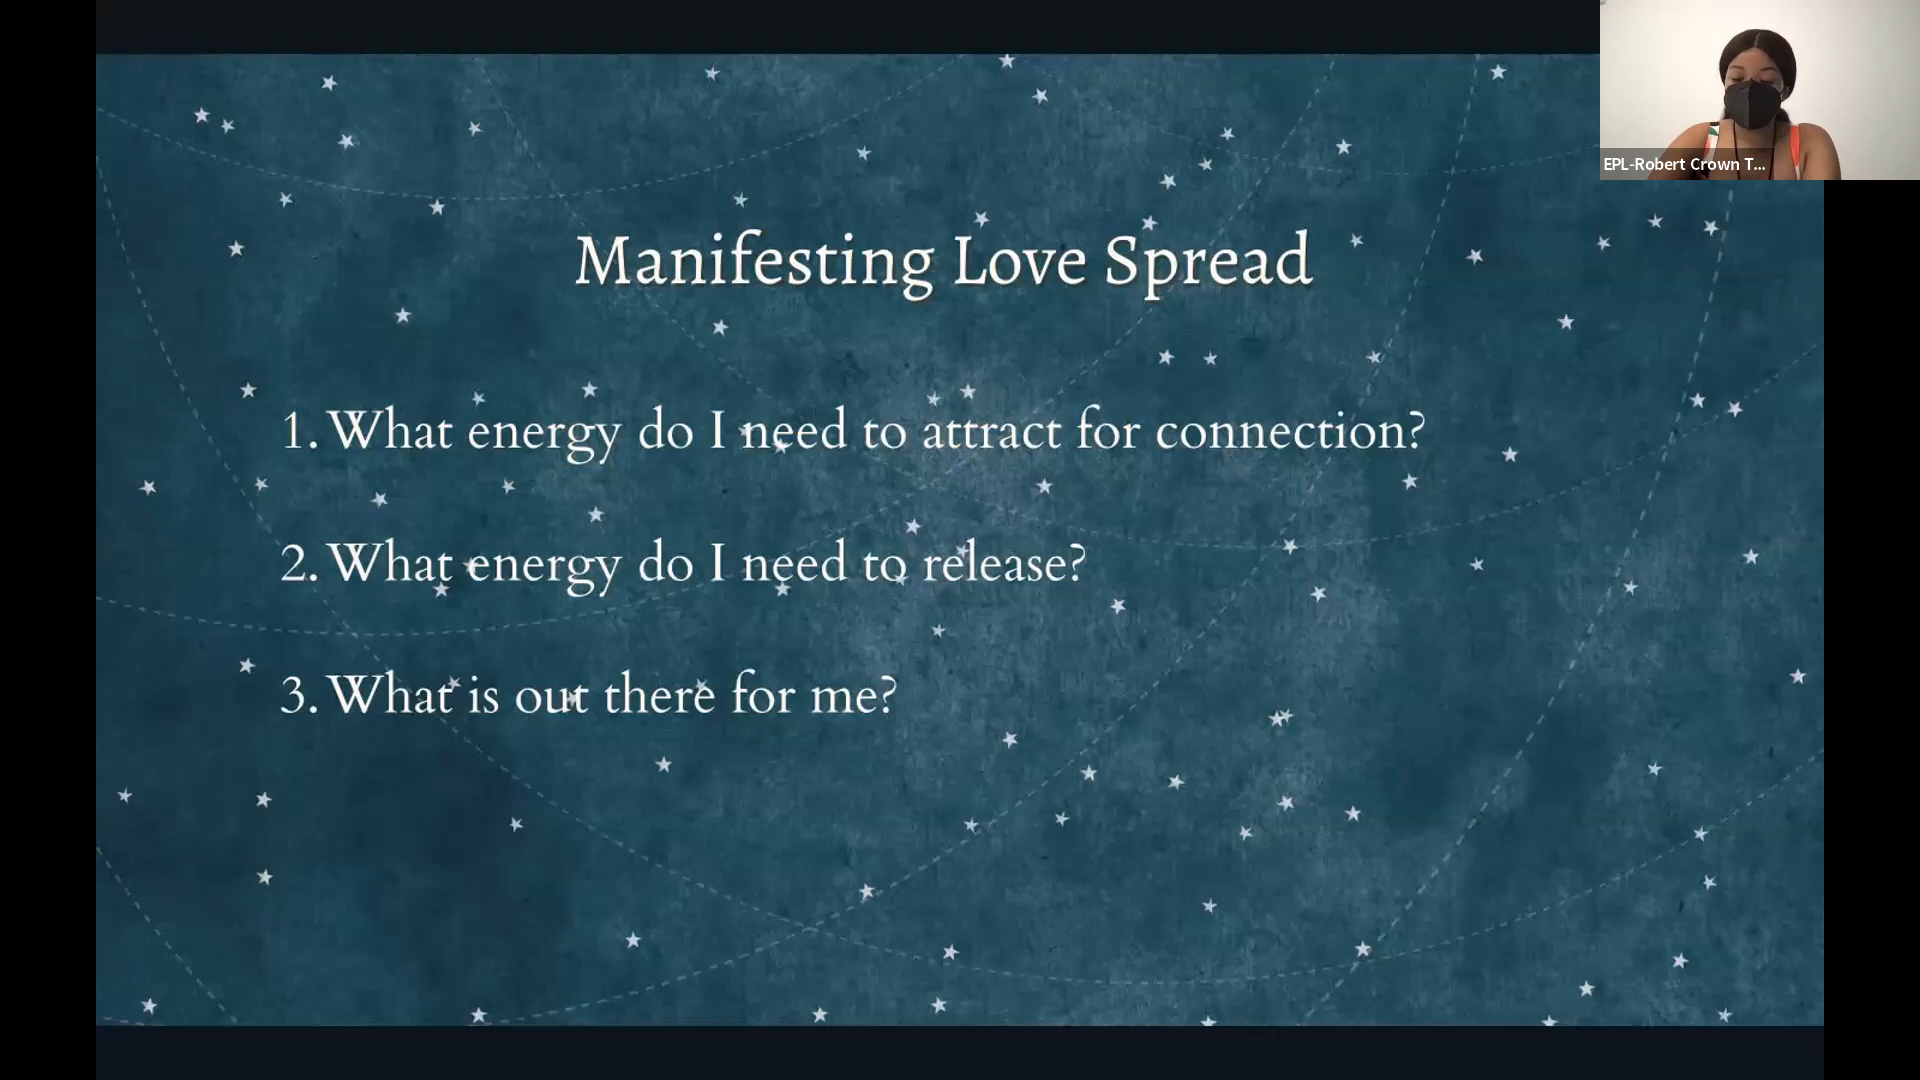 Manifesting Love Spread
1. What energy do I need to attract for connection?
2. What energy do I need to release?
3. What is out there for me?
EPL-Robert Crown T...